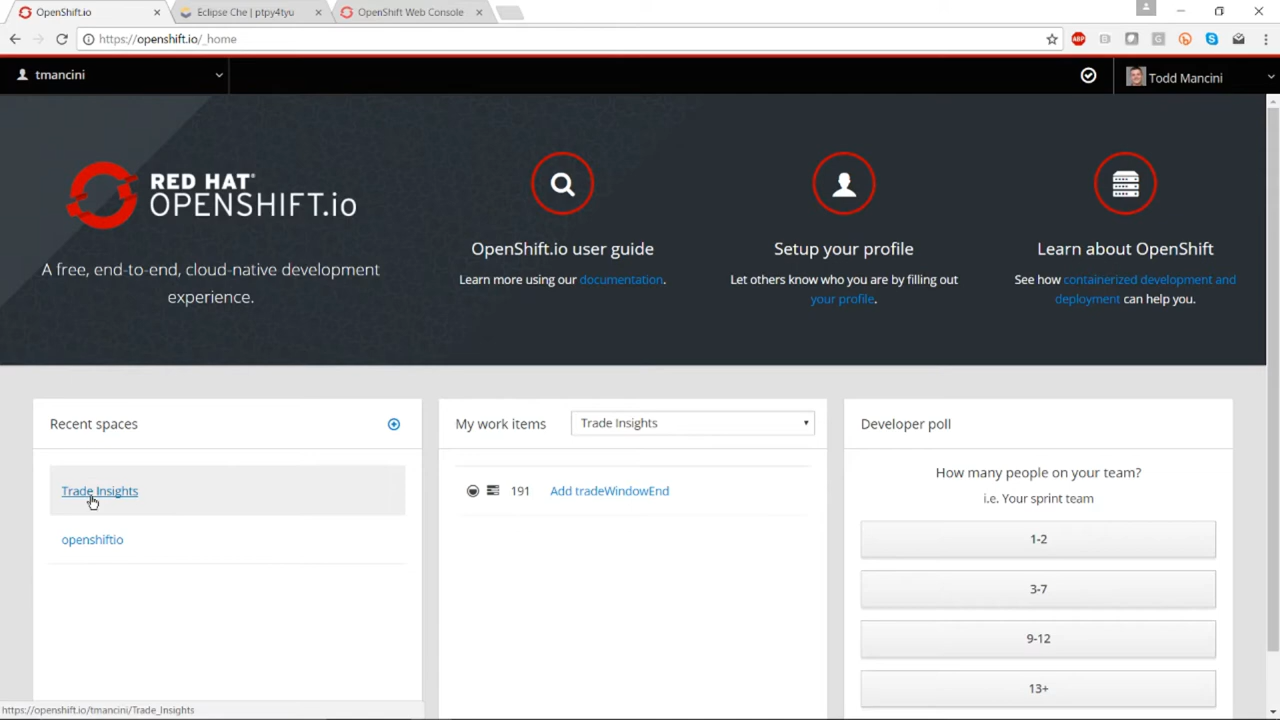 OpenShift.io
Eclipse Che | ptpy4tyu
OpenShift Web Console
https://openshift.io/_home
ABP
tmancini
Todd Mancini
RED HAT
OPENSHIFT.io
A free, end-to-end, cloud-native development
experience.
OpenShift.io user guide
Learn more using our documentation.
Setup your profile
Let others know who you are by filling out
your profile.
Learn about OpenShift
See how containerized development and
deployment can help you.
Recent spaces
Trade Insights
openshiftio
My work items
Trade Insights
191 Add tradeWindowEnd
Developer poll
How many people on your team?
i.e. Your sprint team
1-2
3-7
9-12
13+
https://openshift.io/tmancini/Trade_Insights